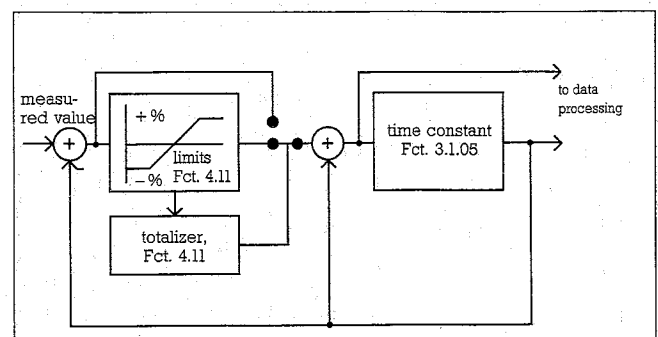 measu-
red value
+
+ %
- %
limits
Fct. 4.11
totalizer,
Fct. 4.11
+
time constant
Fct. 3.1.05
to data
processing